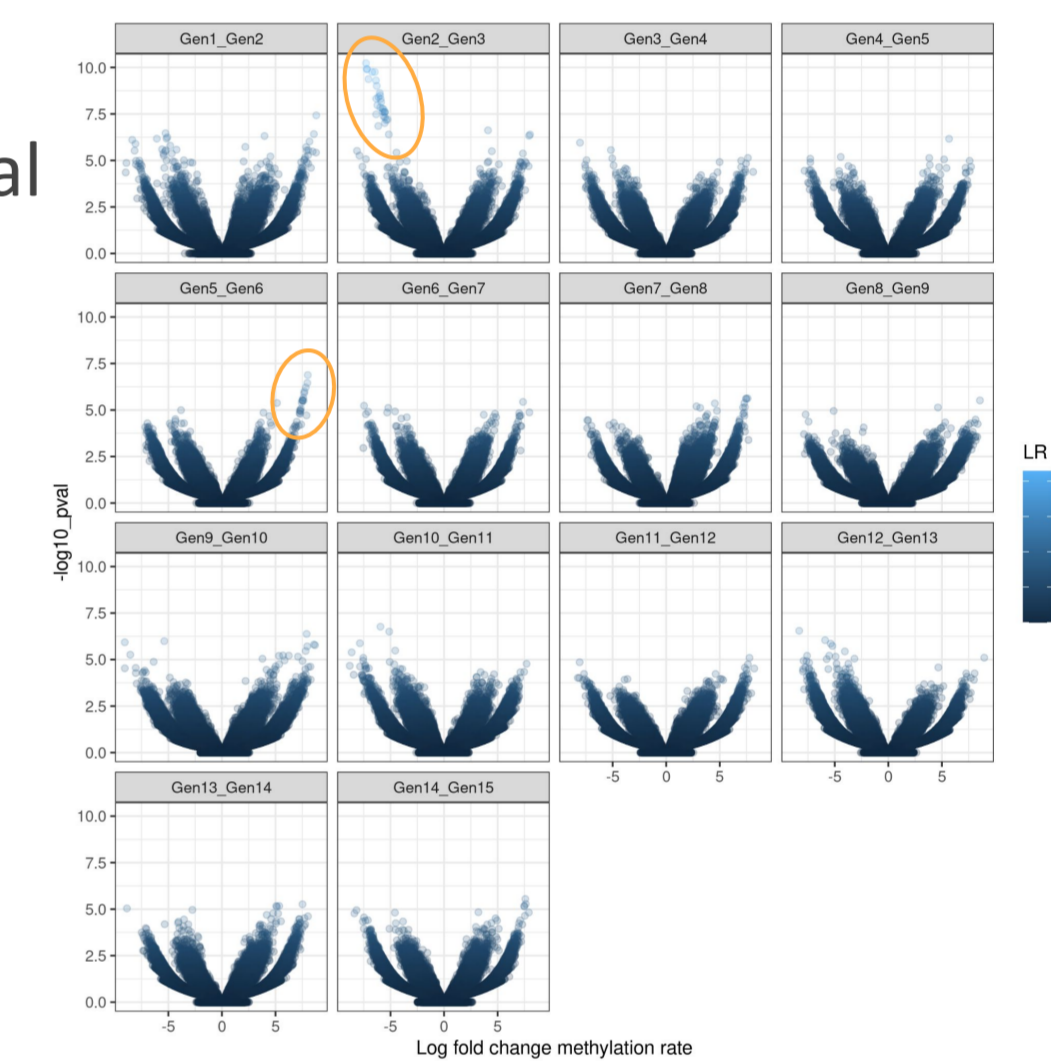 al
Gen1_Gen2 Gen2_Gen3 Gen3_Gen4 Gen4_Gen5
10.0
7.5
5.0
2.5
0.0
Gen5_Gen6 Gen6_Gen7 Gen7_Gen8 Gen8_Gen9
10.0
7.5
5.0
2.5
0.0
LR
-log10_pval
Gen9_Gen10 Gen10_Gen11 Gen11_Gen12 Gen12_Gen13
10.0
7.5
5.0
2.5
0.0
-5 0 5 -5 0 5
Gen13_Gen14 Gen14_Gen15
10.0
7.5
5.0
2.5
0.0
-5 0 5 -5 0 5
Log fold change methylation rate